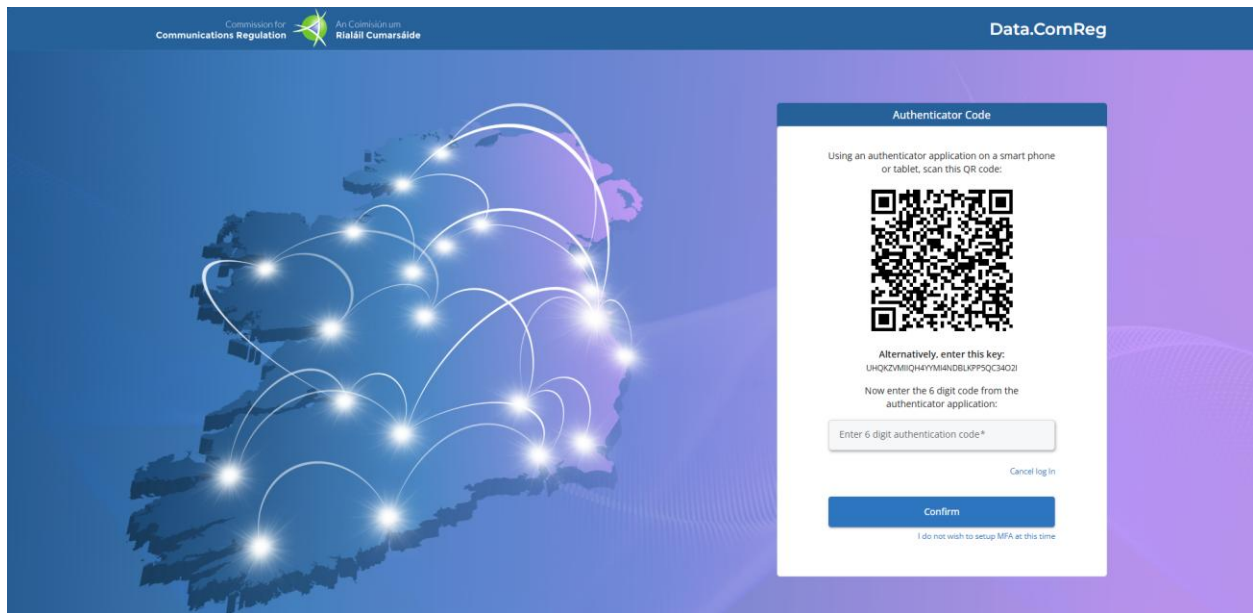 Commission for
Communications Regulation
An Coimisiún um
Rialáil Cumarsáide
Data.ComReg
Authenticator Code
Using an authenticator application on a smart phone
or tablet, scan this QR code:
Alternatively, enter this key:
UHQKZVMIIQH4YYMI4NDBLKPP5QC34O2I
Now enter the 6 digit code from the
authenticator application:
Enter 6 digit authentication code*
Cancel log in
Confirm
I do not wish to setup MFA at this time